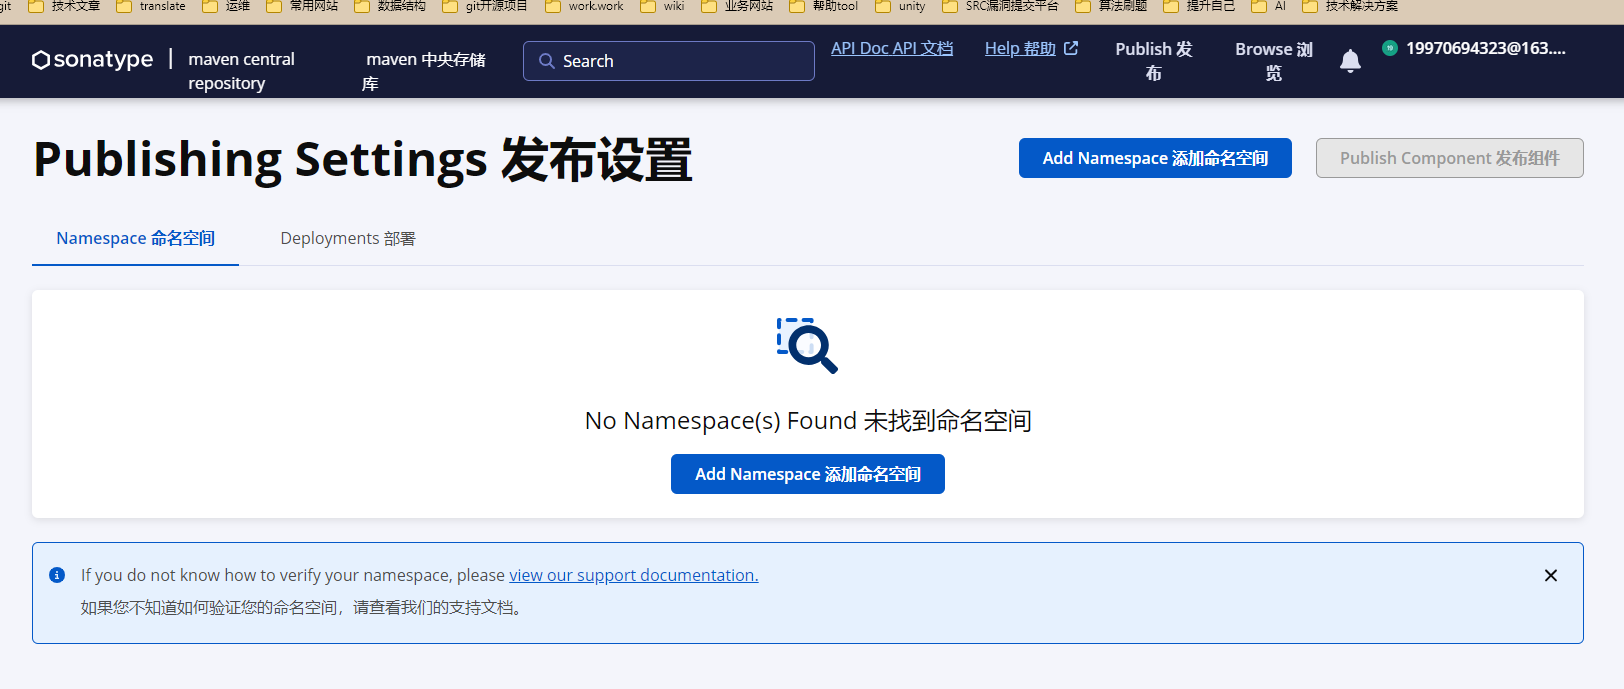 git 技术文章 translate 运维 常用网站 数据结构 git开源项目 work.work wiki 业务网站 帮助tool unity SRC漏洞提交平台 算法刷题 提升自己 AI 技术解决方案
sonatype | maven central repository maven 中央存储库 Search API Doc API 文档 Help 帮助 Publish 发布 Browse 浏览 19 19970694323@163....
Publishing Settings 发布设置 Add Namespace 添加命名空间 Publish Component 发布组件
Namespace 命名空间 Deployments 部署
No Namespace(s) Found 未找到命名空间
Add Namespace 添加命名空间
If you do not know how to verify your namespace, please view our support documentation.
如果您不知道如何验证您的命名空间，请查看我们的支持文档。